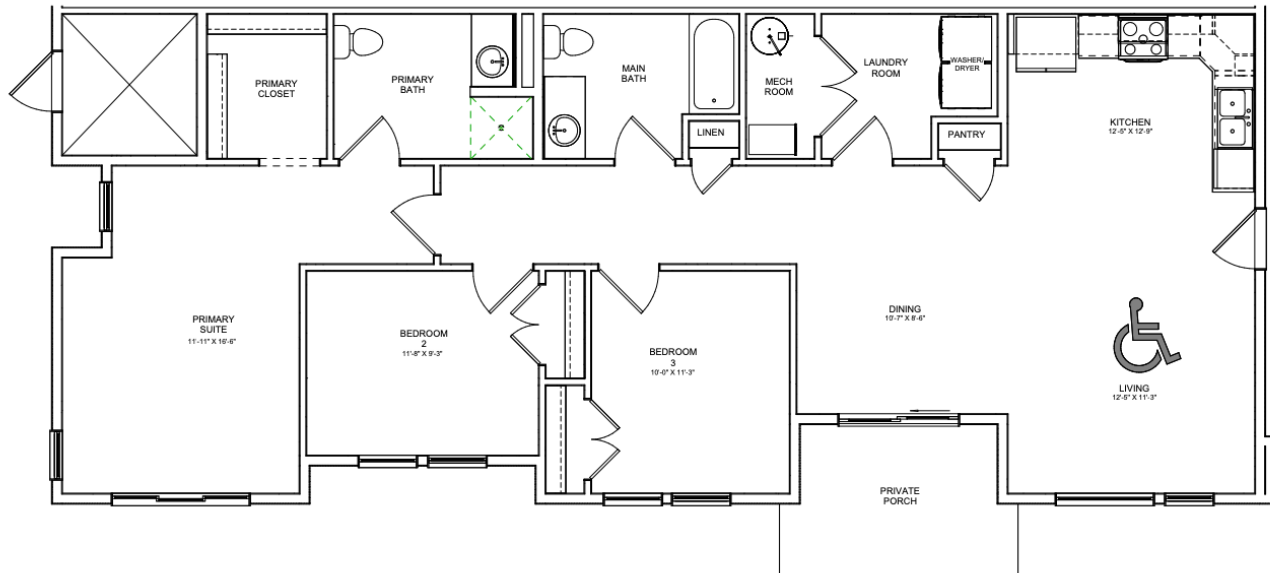 PRIMARY
CLOSET
PRIMARY
BATH
MAIN
BATH
LINEN
MECH
ROOM
LAUNDRY
ROOM
WASHER/
DRYER
PANTRY
KITCHEN
12'-5" X 12'-9"
PRIMARY
SUITE
11'-11" X 16'-6"
BEDROOM
2
11'-8" X 9'-3"
BEDROOM
3
10'-0" X 11'-3"
DINING
10'-7" X 8'-6"
LIVING
12'-5" X 11'-3"
PRIVATE
PORCH